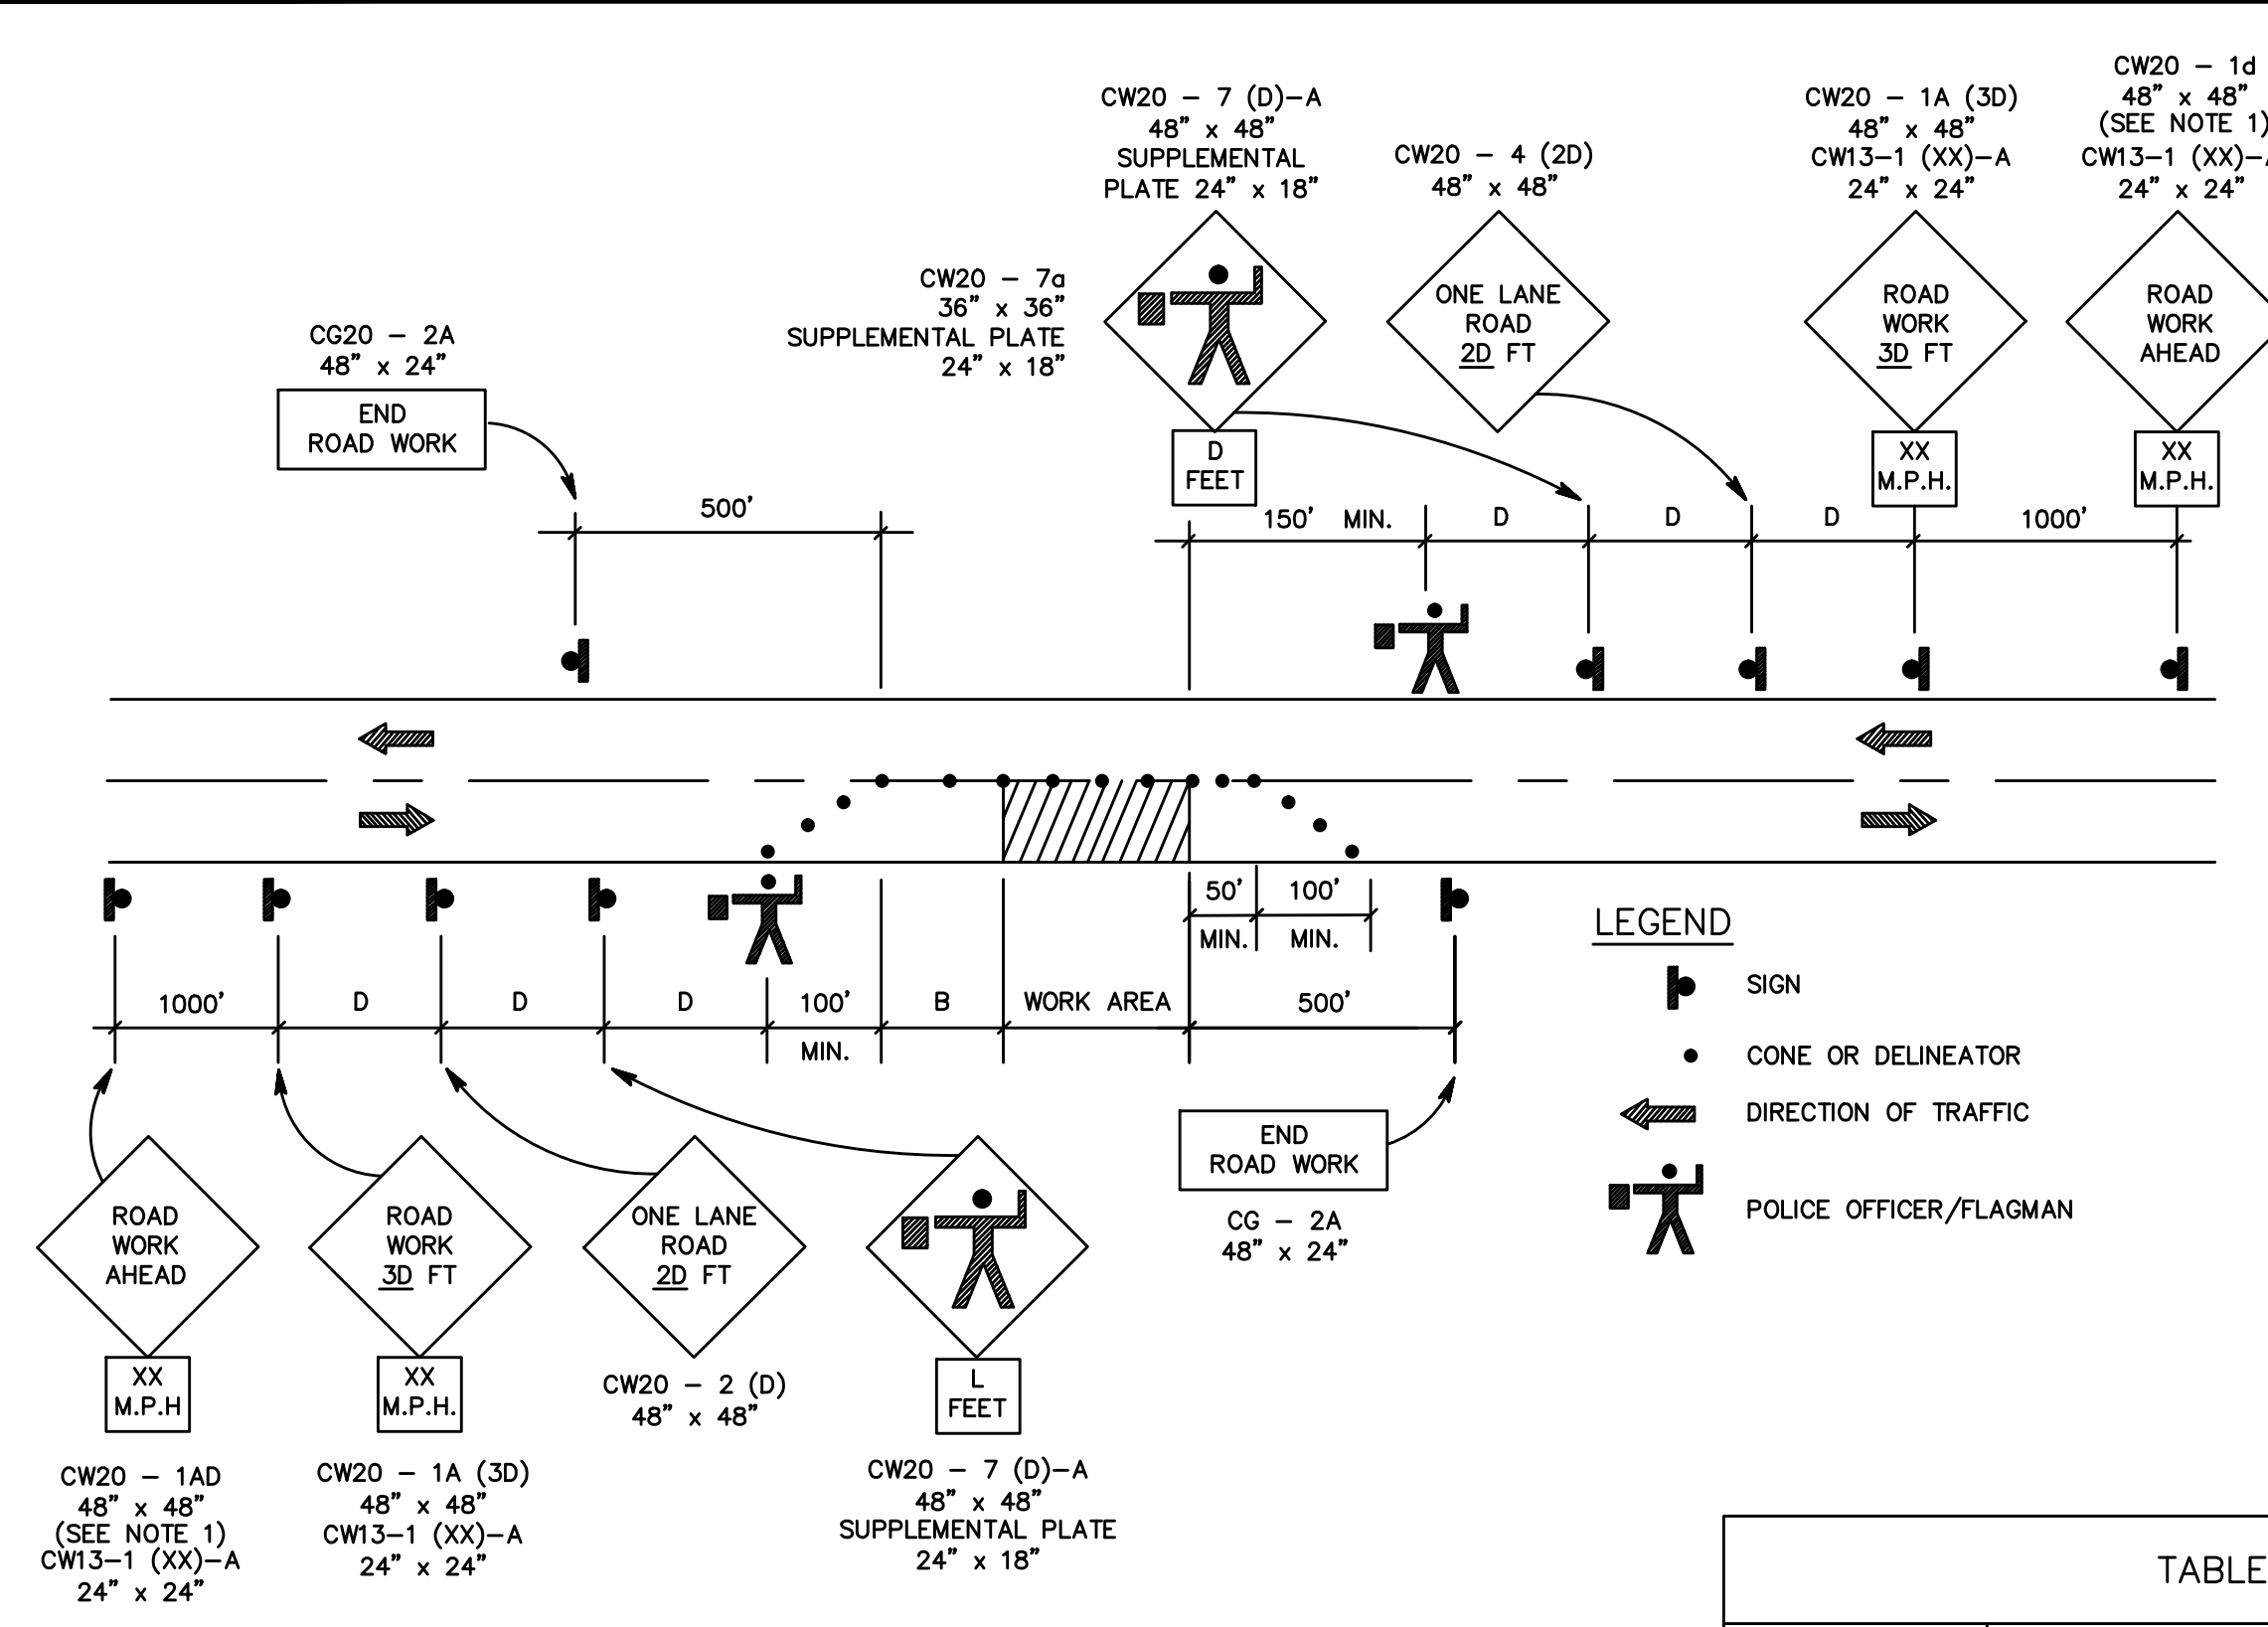 CW20 - 1d
48" x 48"
(SEE NOTE 1)
CW13-1 (XX)-A
24" x 24"
CW20 - 7 (D)-A
48" x 48"
SUPPLEMENTAL
PLATE 24" x 18"
CW20 - 4 (2D)
48" x 48"
CW20 - 1A (3D)
48" x 48"
CW13-1 (XX)-A
24" x 24"
CW20 - 7a
36" x 36"
SUPPLEMENTAL PLATE
24" x 18"
CG20 - 2A
48" x 24"
END
ROAD WORK
D
FEET
ONE LANE
ROAD
2D FT
ROAD
WORK
3D FT
XX
M.P.H.
ROAD
WORK
AHEAD
XX
M.P.H.
500'
150' MIN.
D
D
D
1000'
50'
MIN.
100'
MIN.
1000'
D
D
D
100'
MIN.
B
WORK AREA
500'
LEGEND
SIGN
CONE OR DELINEATOR
DIRECTION OF TRAFFIC
POLICE OFFICER/FLAGMAN
ROAD
WORK
AHEAD
XX
M.P.H
CW20 - 1AD
48" x 48"
(SEE NOTE 1)
CW13-1 (XX)-A
24" x 24"
ROAD
WORK
3D FT
XX
M.P.H.
CW20 - 1A (3D)
48" x 48"
CW13-1 (XX)-A
24" x 24"
ONE LANE
ROAD
2D FT
CW20 - 2 (D)
48" x 48"
L
FEET
CW20 - 7 (D)-A
48" x 48"
SUPPLEMENTAL PLATE
24" x 18"
END
ROAD WORK
CG - 2A
48" x 24"
TABLE